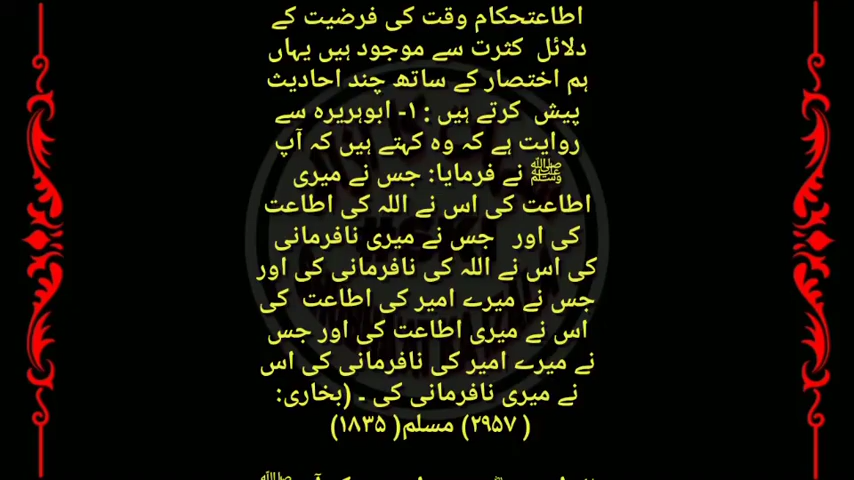 اطاعتحکام وقت کی فرضیت کے
دلائل کثرت سے موجود ہیں یہاں
ہم اختصار کے ساتھ چند احادیث
پیش کرتے ہیں : ۱- ابوہریرہ سے
روایت ہے کہ وہ کہتے ہیں کہ آپ
ﷺ نے فرمایا: جس نے میری
اطاعت کی اس نے اللہ کی اطاعت
کی اور جس نے میری نافرمانی
کی اس نے اللہ کی نافرمانی کی اور
جس نے میرے امیر کی اطاعت کی
اس نے میری اطاعت کی اور جس
نے میرے امیر کی نافرمانی کی اس
نے میری نافرمانی کی ۔ (بخاری:
( ۲۹۵۷) مسلم( ۱۸۳۵)